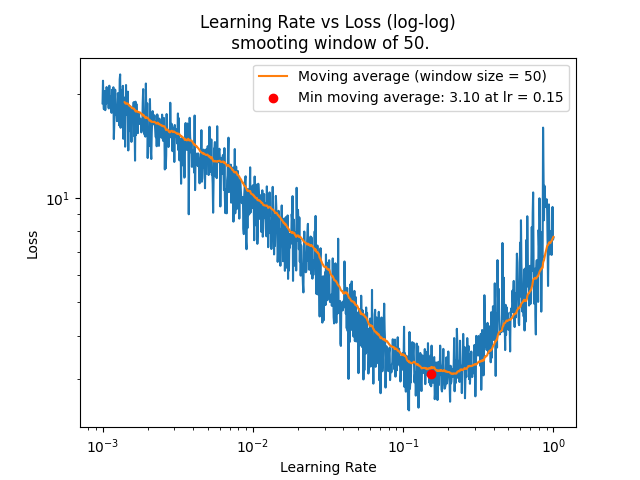 Learning Rate vs Loss (log-log)
smooting window of 50.
Moving average (window size = 50)
Min moving average: 3.10 at lr = 0.15
Loss
10¹
10⁻³ 10⁻² 10⁻¹ 10⁰
Learning Rate